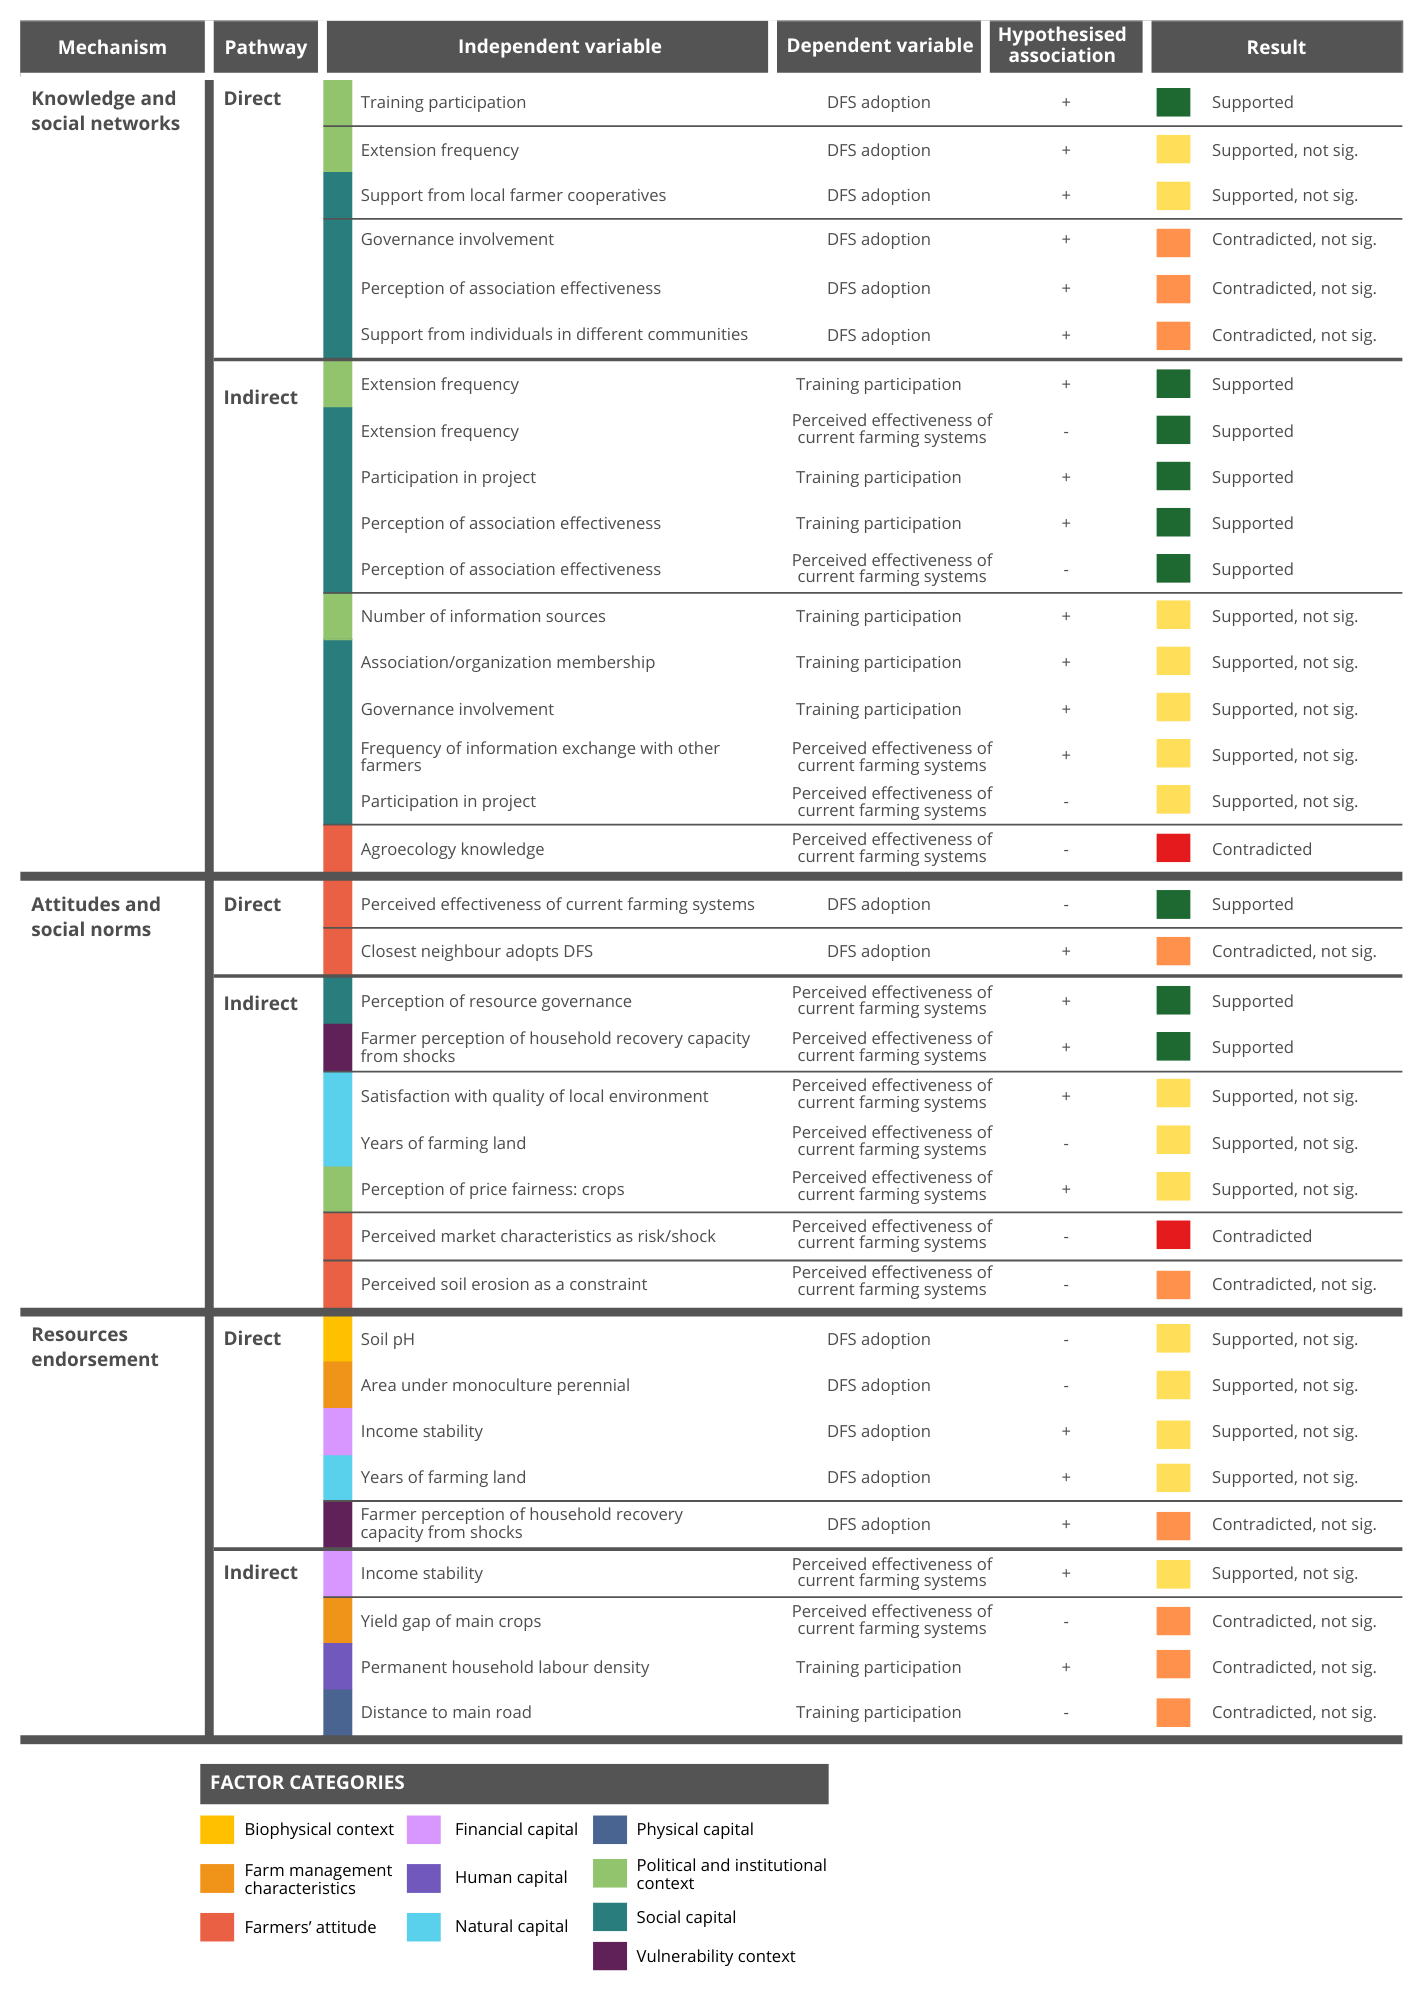 Mechanism Pathway Independent variable Dependent variable Hypothesised association Result
Knowledge and
social networks
Direct
Training participation DFS adoption + Supported
Extension frequency DFS adoption + Supported, not sig.
Support from local farmer cooperatives DFS adoption + Supported, not sig.
Governance involvement DFS adoption + Contradicted, not sig.
Perception of association effectiveness DFS adoption + Contradicted, not sig.
Support from individuals in different communities DFS adoption + Contradicted, not sig.
Indirect
Extension frequency Training participation + Supported
Extension frequency Perceived effectiveness of current farming systems - Supported
Participation in project Training participation + Supported
Perception of association effectiveness Training participation + Supported
Perception of association effectiveness Perceived effectiveness of current farming systems - Supported
Number of information sources Training participation + Supported, not sig.
Association/organization membership Training participation + Supported, not sig.
Governance involvement Training participation + Supported, not sig.
Frequency of information exchange with other farmers Perceived effectiveness of current farming systems + Supported, not sig.
Participation in project Perceived effectiveness of current farming systems - Supported, not sig.
Agroecology knowledge Perceived effectiveness of current farming systems - Contradicted
Attitudes and
social norms
Direct
Perceived effectiveness of current farming systems DFS adoption - Supported
Closest neighbour adopts DFS DFS adoption + Contradicted, not sig.
Indirect
Perception of resource governance Perceived effectiveness of current farming systems + Supported
Farmer perception of household recovery capacity from shocks Perceived effectiveness of current farming systems + Supported
Satisfaction with quality of local environment Perceived effectiveness of current farming systems + Supported, not sig.
Years of farming land Perceived effectiveness of current farming systems - Supported, not sig.
Perception of price fairness: crops Perceived effectiveness of current farming systems + Supported, not sig.
Perceived market characteristics as risk/shock Perceived effectiveness of current farming systems - Contradicted
Perceived soil erosion as a constraint Perceived effectiveness of current farming systems - Contradicted, not sig.
Resources
endorsement
Direct
Soil pH DFS adoption - Supported, not sig.
Area under monoculture perennial DFS adoption - Supported, not sig.
Income stability DFS adoption + Supported, not sig.
Years of farming land DFS adoption + Supported, not sig.
Farmer perception of household recovery capacity from shocks DFS adoption + Contradicted, not sig.
Indirect
Income stability Perceived effectiveness of current farming systems + Supported, not sig.
Yield gap of main crops Perceived effectiveness of current farming systems - Contradicted, not sig.
Permanent household labour density Training participation + Contradicted, not sig.
Distance to main road Training participation - Contradicted, not sig.
FACTOR CATEGORIES
Biophysical context
Farm management
characteristics
Farmers’ attitude
Financial capital
Human capital
Natural capital
Physical capital
Political and institutional
context
Social capital
Vulnerability context